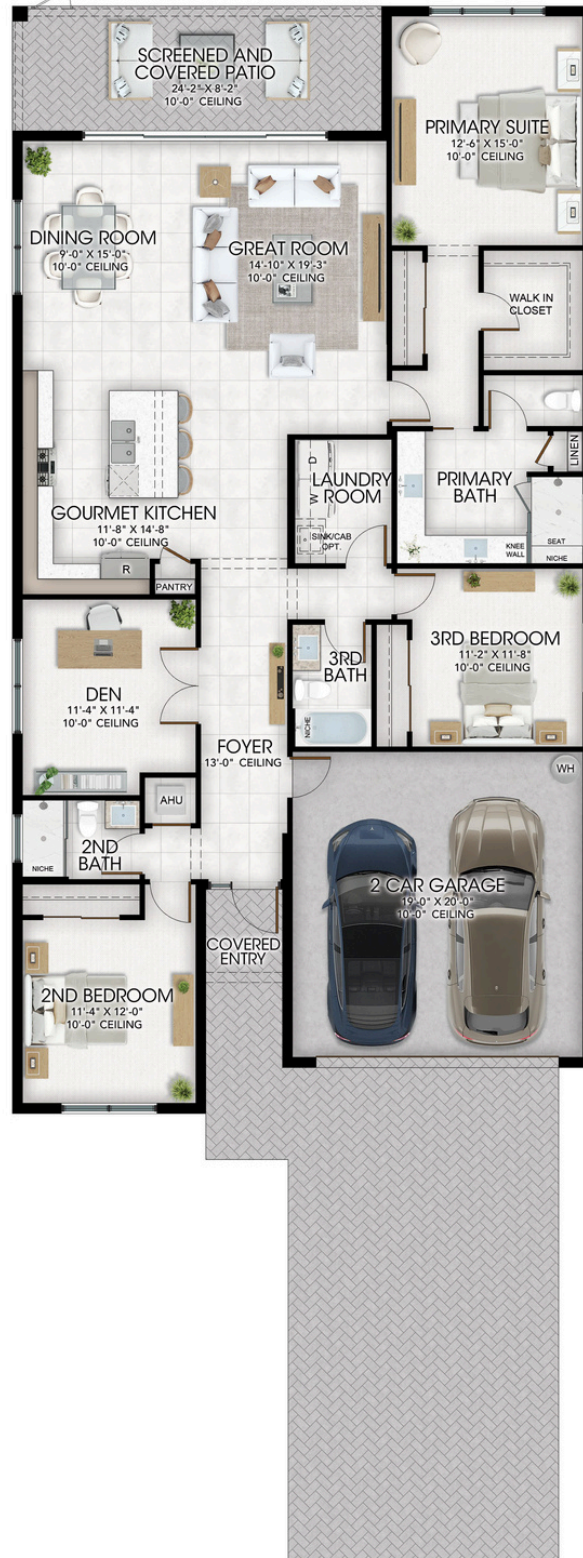 SCREENED AND
COVERED PATIO
24'-2" X 8'-2"
10'-0" CEILING
PRIMARY SUITE
12'-6" X 15'-0"
10'-0" CEILING
DINING ROOM
9'-0" X 15'-0"
10'-0" CEILING
GREAT ROOM
14'-10" X 19'-3"
10'-0" CEILING
WALK IN
CLOSET
LINEN
LAUNDRY
ROOM
W D
SINK/CAB
OPT.
PRIMARY
BATH
KNEE
WALL
SEAT
NICHE
GOURMET KITCHEN
11'-8" X 14'-8"
10'-0" CEILING
R
PANTRY
DEN
11'-4" X 11'-4"
10'-0" CEILING
3RD
BATH
NICHE
3RD BEDROOM
11'-2" X 11'-8"
10'-0" CEILING
FOYER
13'-0" CEILING
WH
AHU
2ND
BATH
NICHE
2 CAR GARAGE
19'-0" X 20'-0"
10'-0" CEILING
COVERED
ENTRY
2ND BEDROOM
11'-4" X 12'-0"
10'-0" CEILING